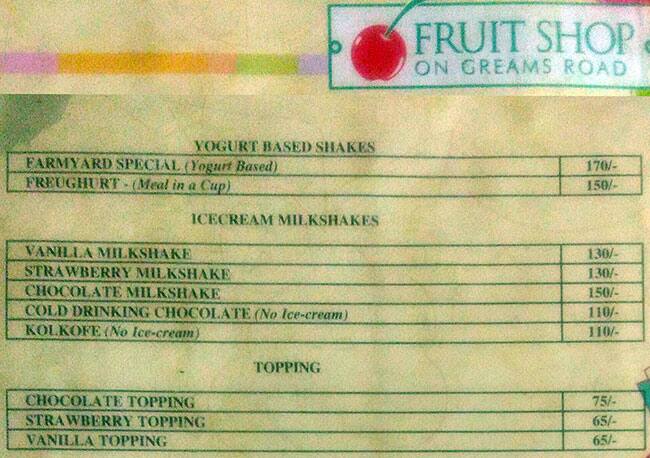 FRUIT SHOP
ON GREAMS ROAD
YOGURT BASED SHAKES
FARMYARD SPECIAL (Yogurt Based) 170/-
FREUGHURT - (Meal in a Cup) 150/-
ICECREAM MILKSHAKES
VANILLA MILKSHAKE 130/-
STRAWBERRY MILKSHAKE 130/-
CHOCOLATE MILKSHAKE 150/-
COLD DRINKING CHOCOLATE (No Ice-cream) 110/-
KOLKOFE (No Ice-cream) 110/-
TOPPING
CHOCOLATE TOPPING 75/-
STRAWBERRY TOPPING 65/-
VANILLA TOPPING 65/-